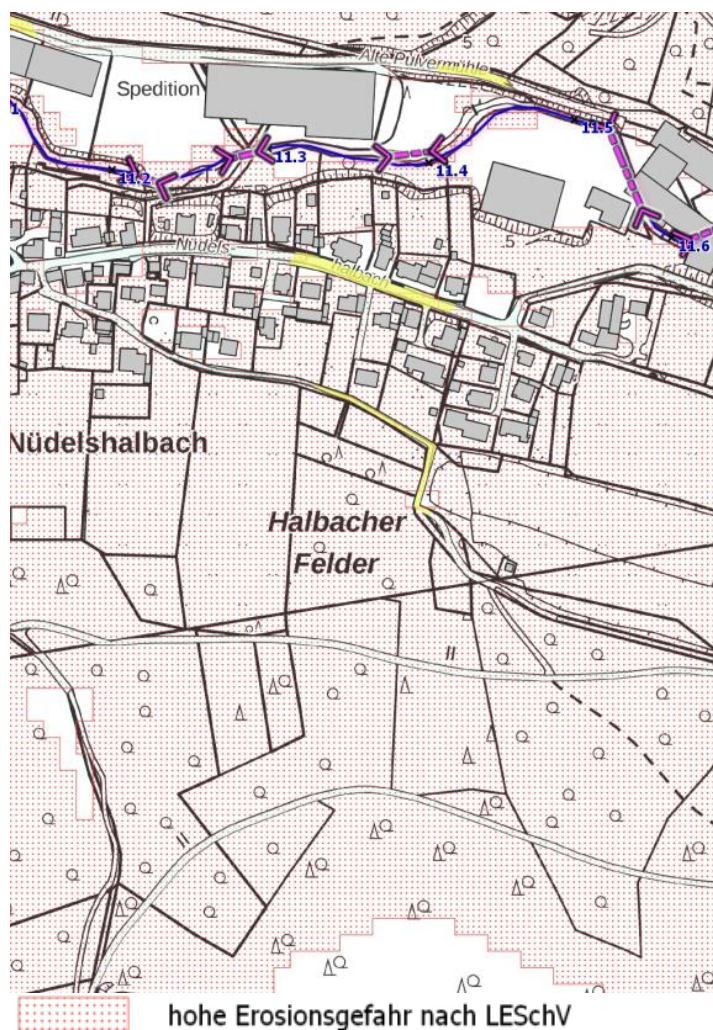 5
Alte Pulvermühle
Spedition
1
11.5
11.3
11.4
11.2
Nüdels-
halbach
5
11.6
Nüdelshalbach
Halbacher
Felder
hohe Erosionsgefahr nach LESchV